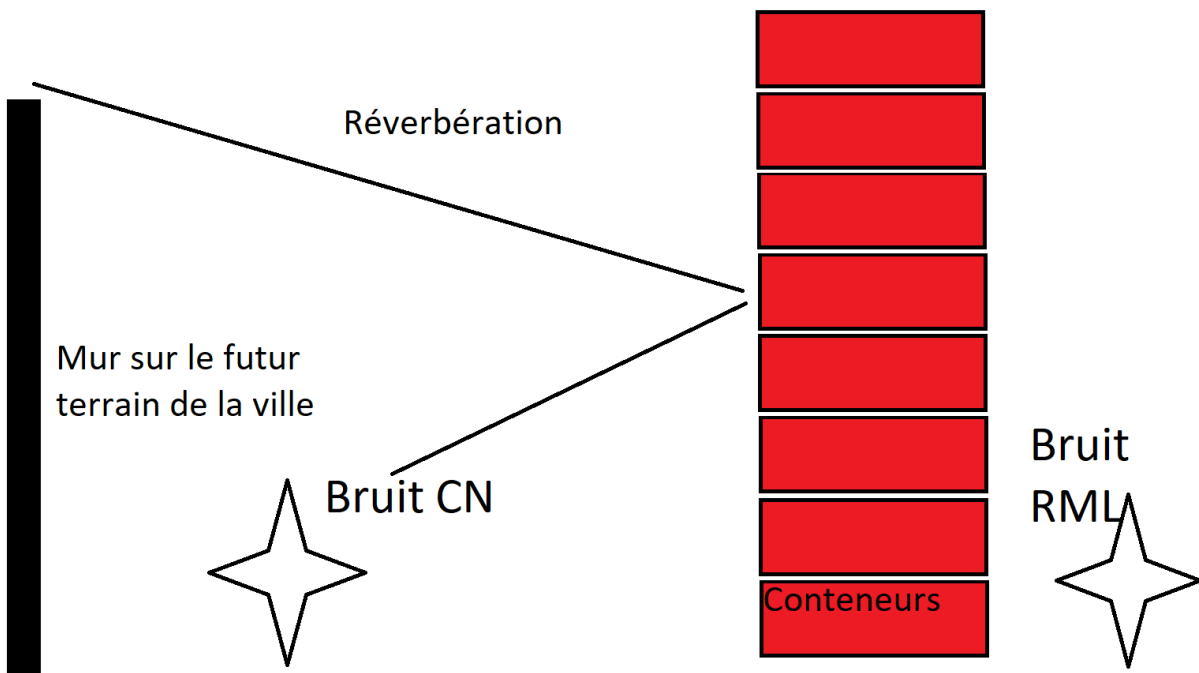 Réverbération
Mur sur le futur
terrain de la ville
Bruit CN
Bruit
RML
Conteneurs